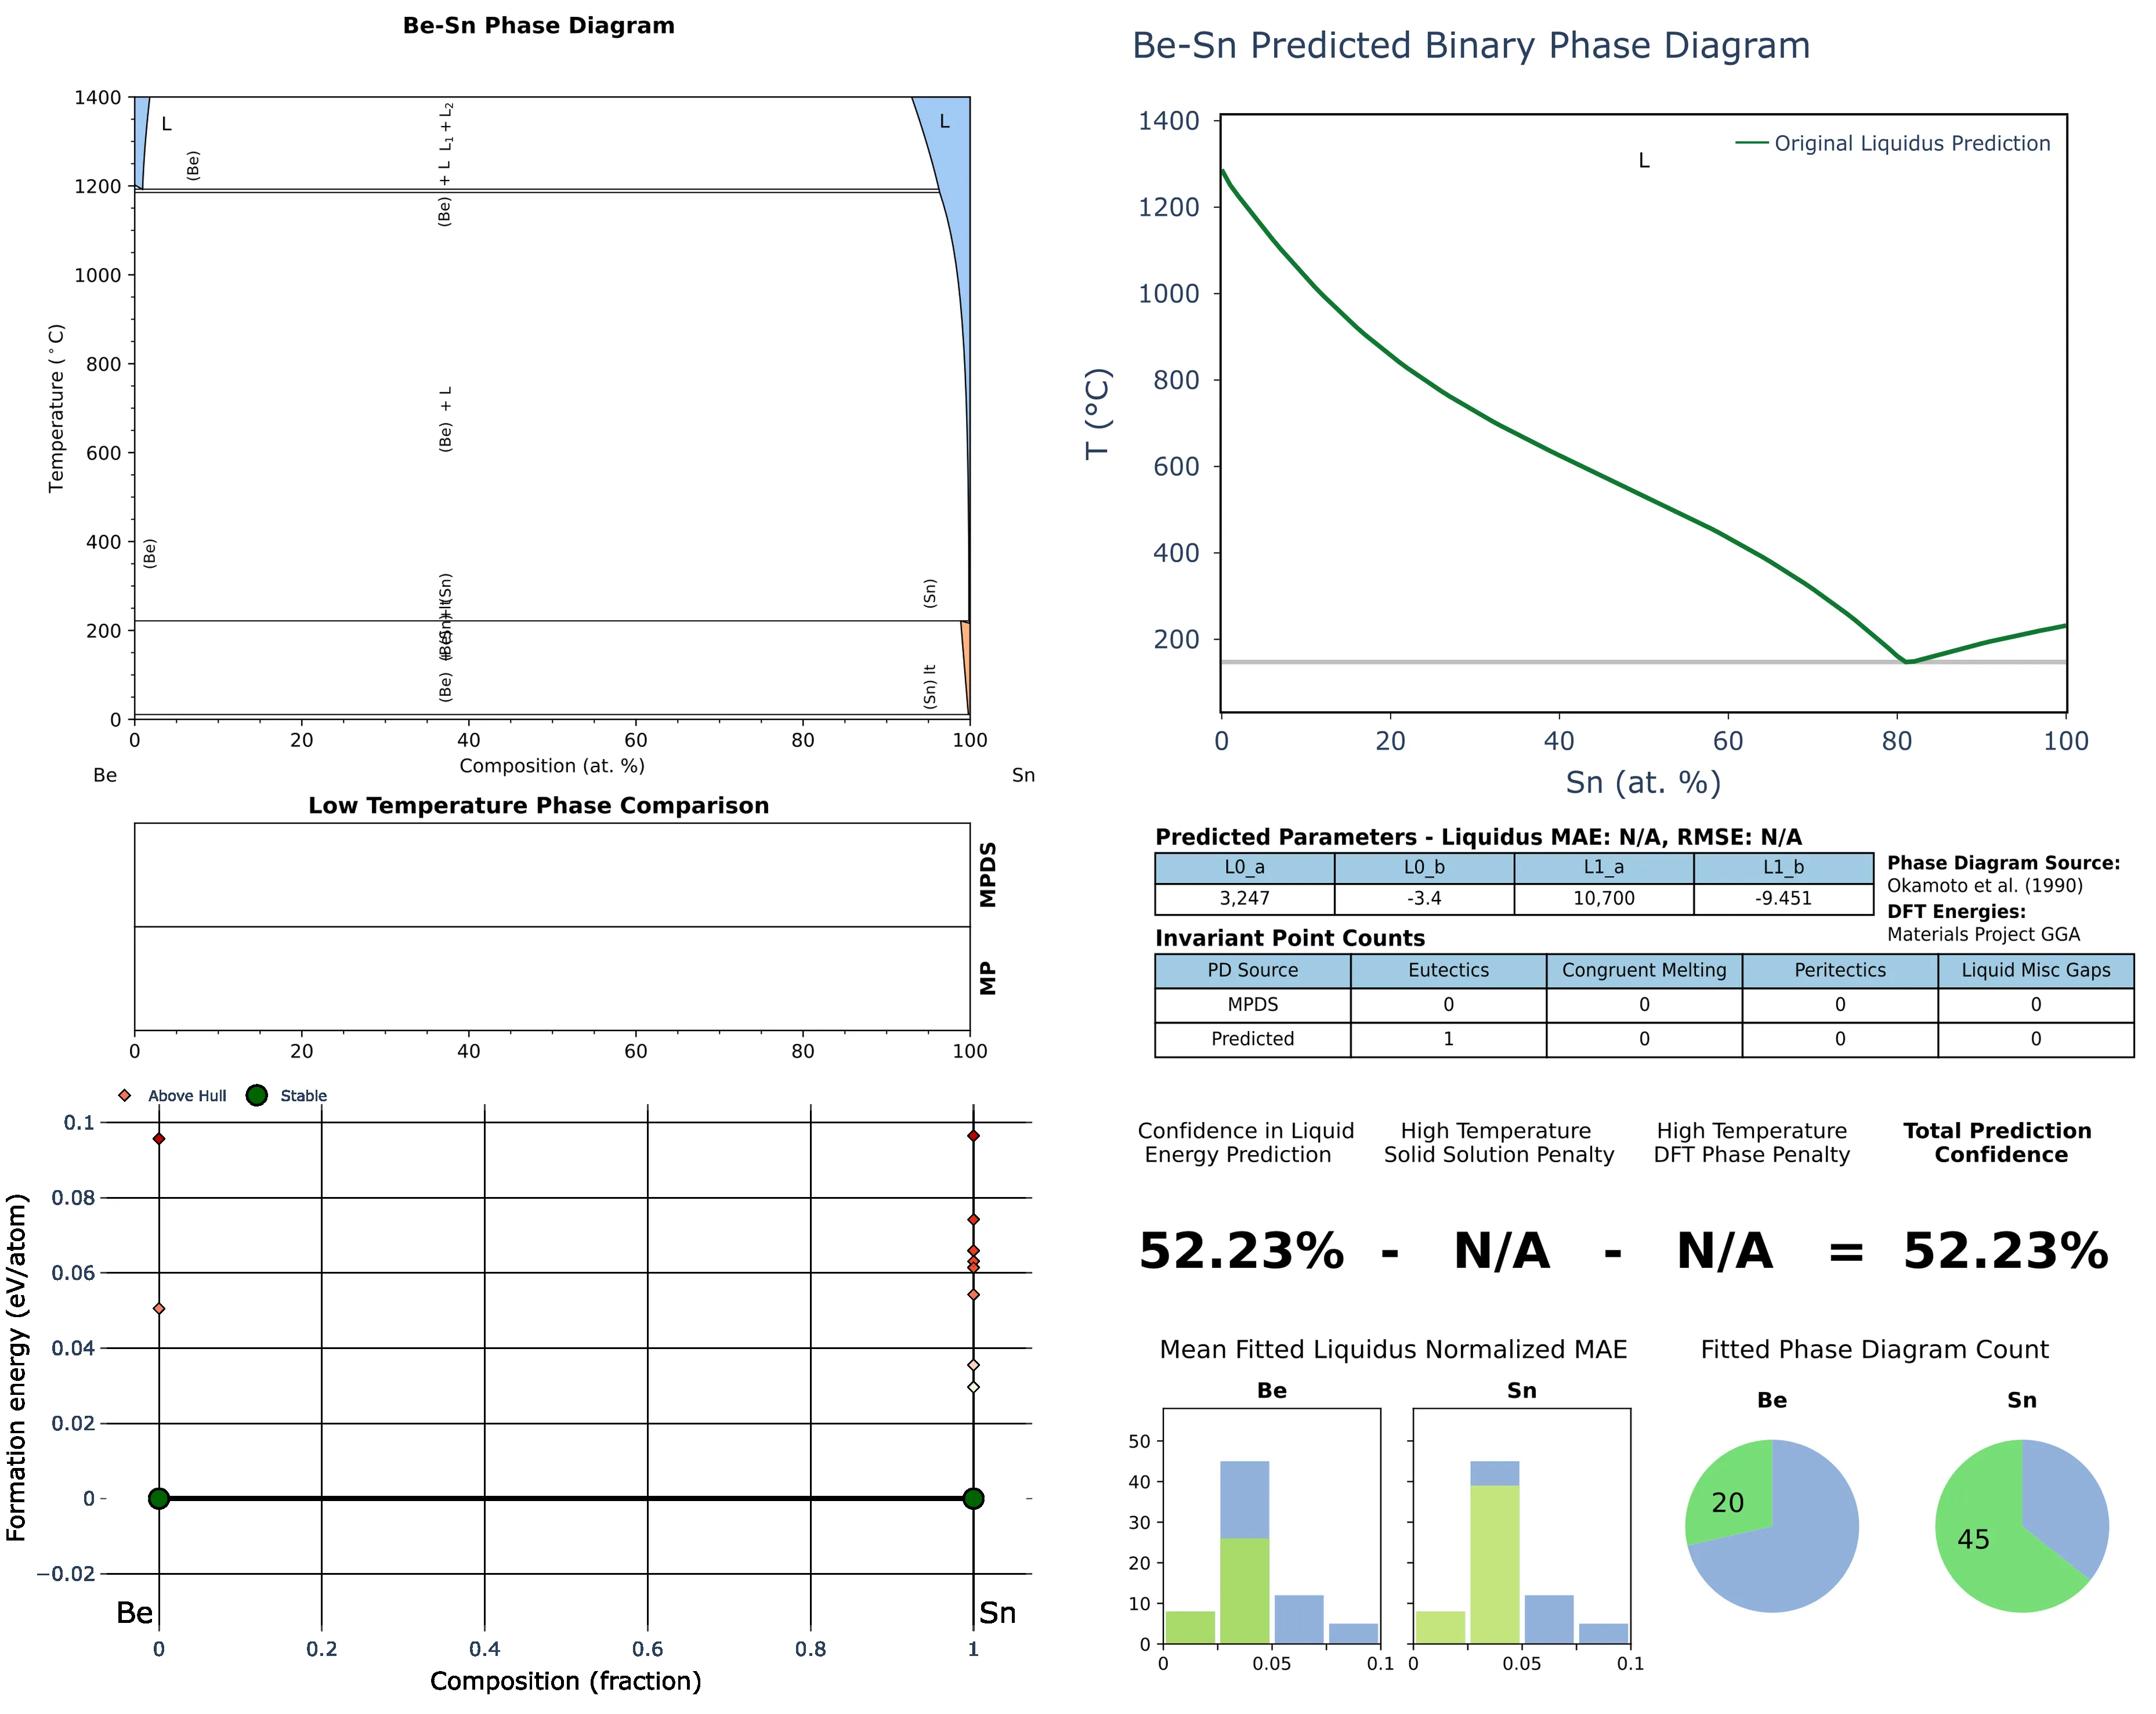 Be-Sn Phase Diagram
1400
1200
1000
800
600
400
200
0
Temperature (°C)
L
(Be)
(Be) + L L₁ + L₂
L
(Be) + L
(Be)
(Sn)
(Sn) lt
0
20
40
60
80
100
Composition (at. %)
Be
Sn
Low Temperature Phase Comparison
MPDS
MP
0
20
40
60
80
100
Above Hull
Stable
0.1
0.08
0.06
0.04
0.02
0
−0.02
Formation energy (eV/atom)
Be
Sn
0
0.2
0.4
0.6
0.8
1
Composition (fraction)
Be-Sn Predicted Binary Phase Diagram
1400
1200
1000
800
600
400
200
T (°C)
L
Original Liquidus Prediction
0
20
40
60
80
100
Sn (at. %)
Predicted Parameters - Liquidus MAE: N/A, RMSE: N/A
L0_a L0_b L1_a L1_b
3,247 -3.4 10,700 -9.451
Phase Diagram Source:
Okamoto et al. (1990)
DFT Energies:
Materials Project GGA
Invariant Point Counts
PD Source Eutectics Congruent Melting Peritectics Liquid Misc Gaps
MPDS 0 0 0 0
Predicted 1 0 0 0
Confidence in Liquid
Energy Prediction
High Temperature
Solid Solution Penalty
High Temperature
DFT Phase Penalty
Total Prediction
Confidence
52.23% - N/A - N/A = 52.23%
Mean Fitted Liquidus Normalized MAE
Be
Sn
50
40
30
20
10
0
0
0.05
0.1
0
0.05
0.1
Fitted Phase Diagram Count
Be
Sn
20
45